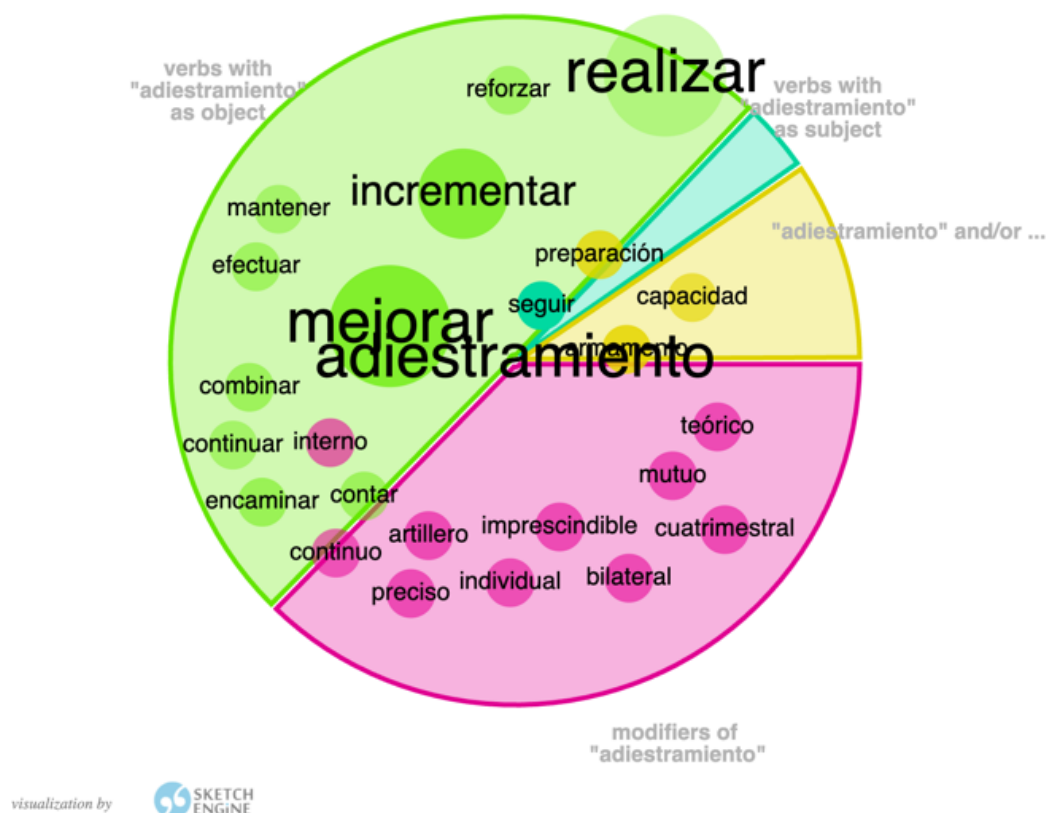 verbs with
"adiestramiento"
as object
reforzar
realizar
verbs with
"adiestramiento"
as subject
incrementar
mantener
efectuar
preparación
"adiestramiento" and/or ...
seguir
capacidad
mejorar
armamento
adiestramiento
combinar
continuar
interno
encaminar
contar
teórico
mutuo
continuo
artillero
imprescindible
cuatrimestral
preciso
individual
bilateral
modifiers of
"adiestramiento"
visualization by
SKETCH
ENGINE